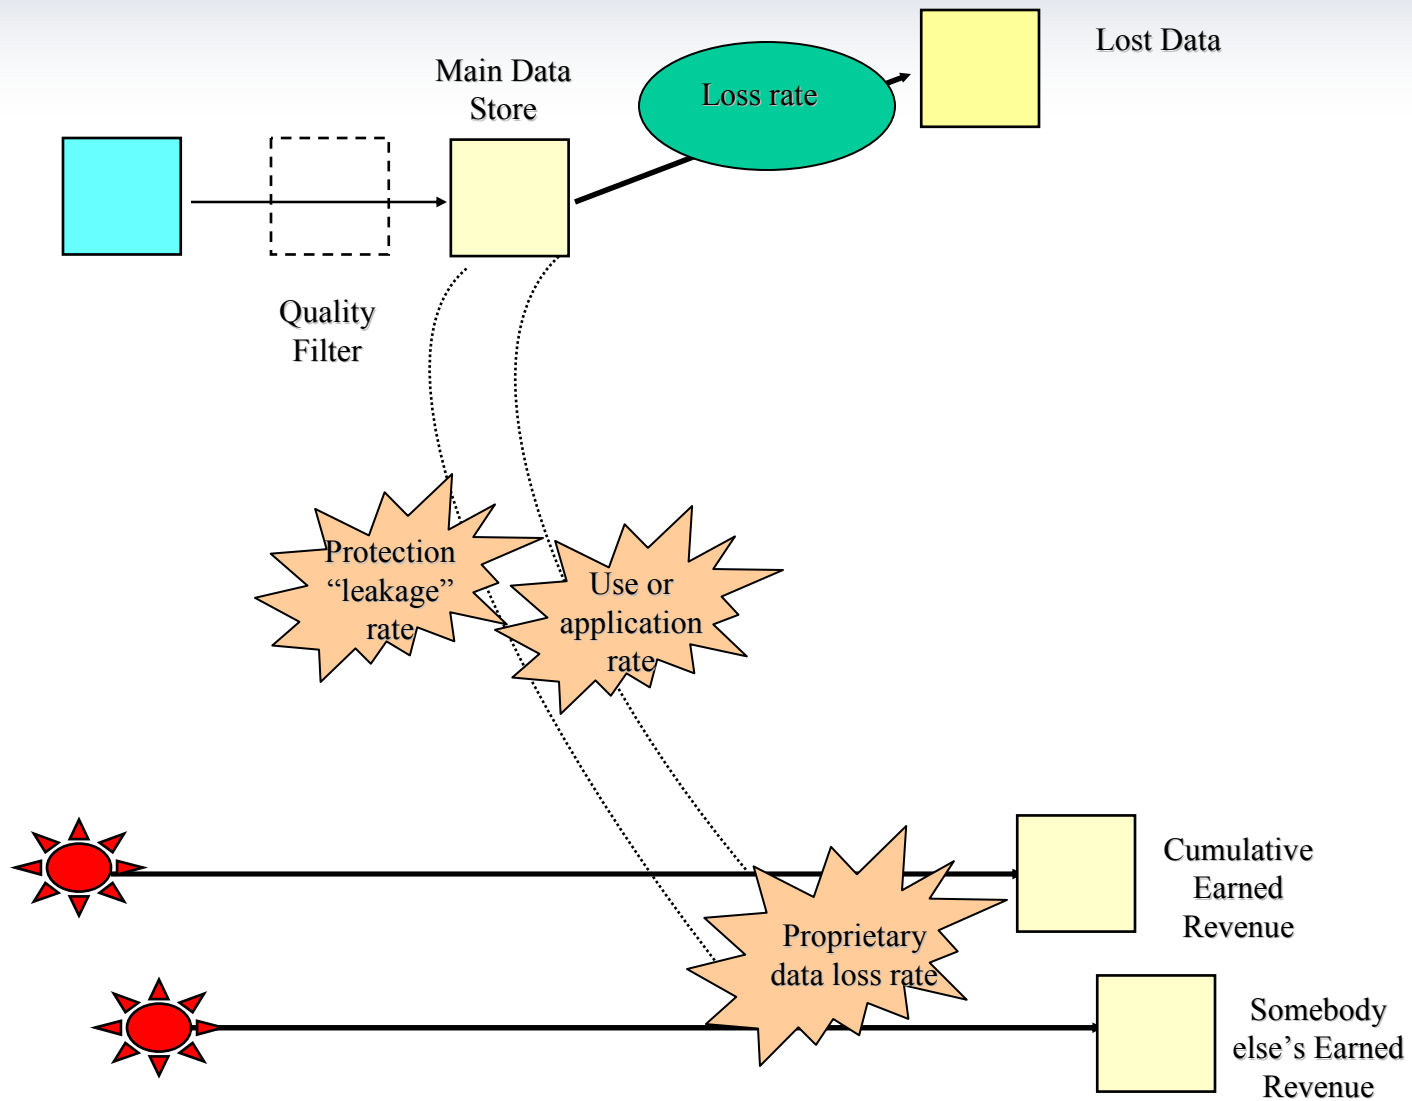 Lost Data
Main Data
Store
Loss rate
Quality
Filter
Protection
“leakage”
rate
Use or
application
rate
Cumulative
Earned
Revenue
Proprietary
data loss rate
Somebody
else’s Earned
Revenue